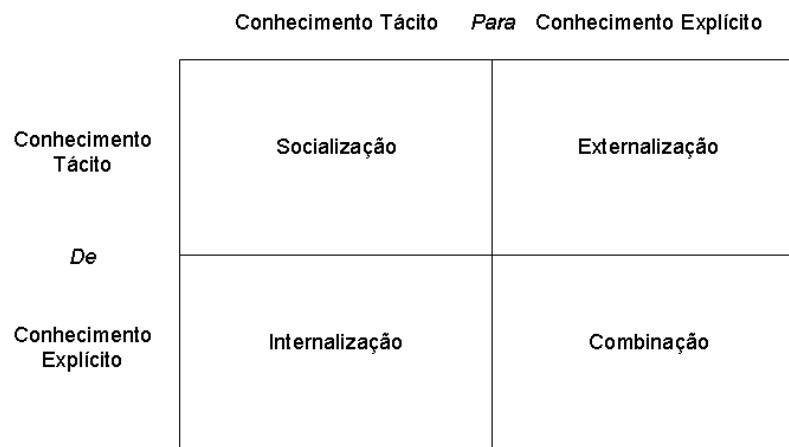 Conhecimento Tácito Para Conhecimento Explícito
Conhecimento
Tácito
Socialização Externalização
De
Conhecimento
Explícito
Internalização Combinação